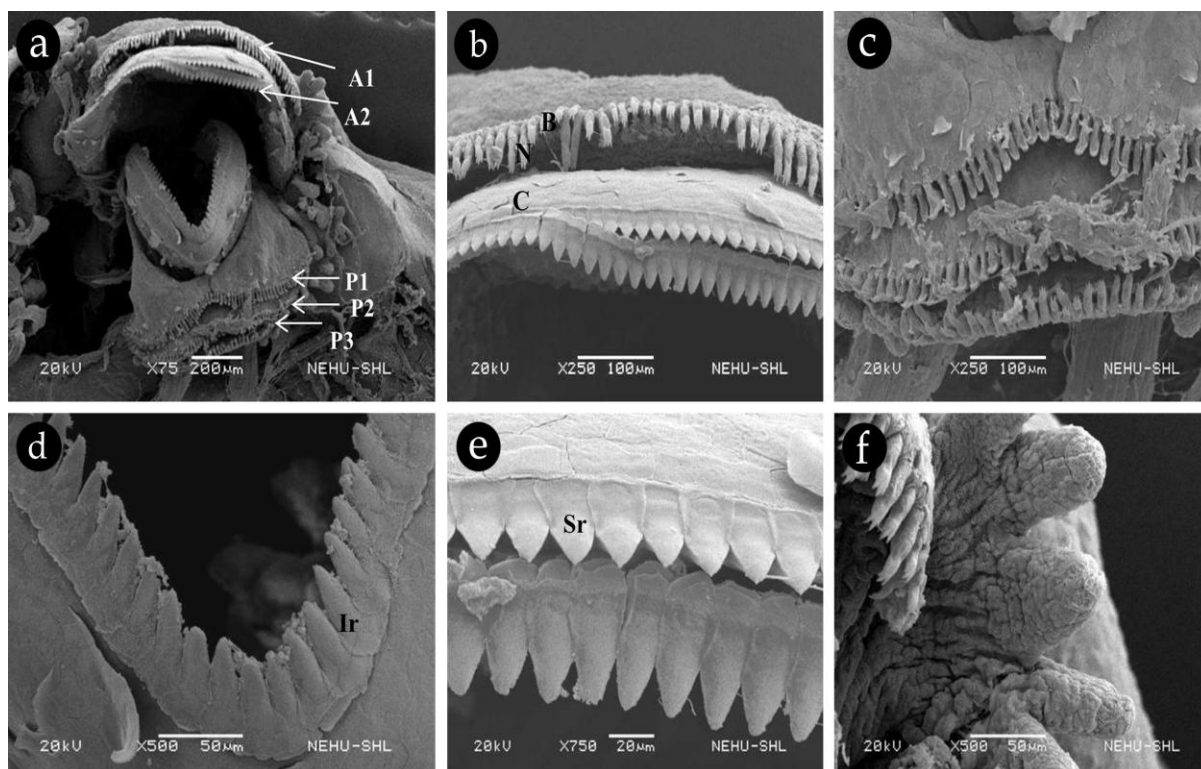 a
A1
A2
P1
P2
P3
20kV X75 200µm NEHU-SHL
b
B
N
C
20kV X250 100µm NEHU-SHL
c
20kV X250 100µm NEHU-SHL
d
Ir
20kV X500 50µm NEHU-SHL
e
Sr
20kV X750 20µm NEHU-SHL
f
20kV X500 50µm NEHU-SHL